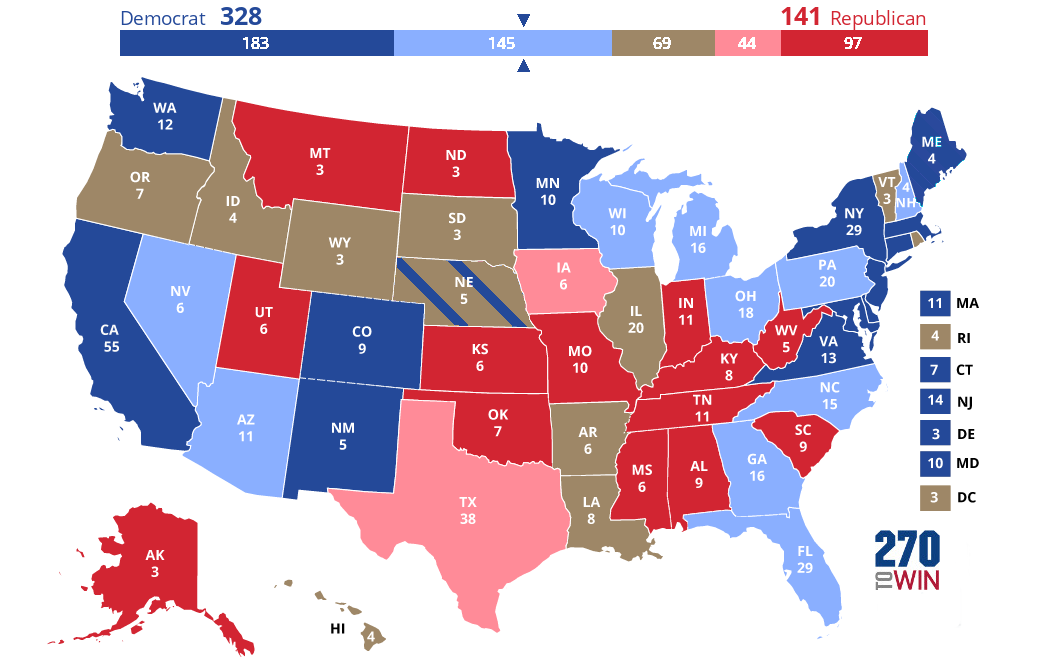 Democrat 328
141 Republican
183 145 69 44 97
WA
12
OR
7
ID
4
MT
3
ND
3
MN
10
SD
3
WY
3
NE
5
CA
55
NV
6
UT
6
CO
9
KS
6
IA
6
MO
10
WI
10
MI
16
IL
20
IN
11
OH
18
KY
8
WV
5
VA
13
PA
20
NY
29
VT
3
4
NH
ME
4
AZ
11
NM
5
TX
38
OK
7
AR
6
LA
8
MS
6
AL
9
TN
11
GA
16
SC
9
NC
15
FL
29
AK
3
HI
4
11 MA
4 RI
7 CT
14 NJ
3 DE
10 MD
3 DC
270
TO WIN